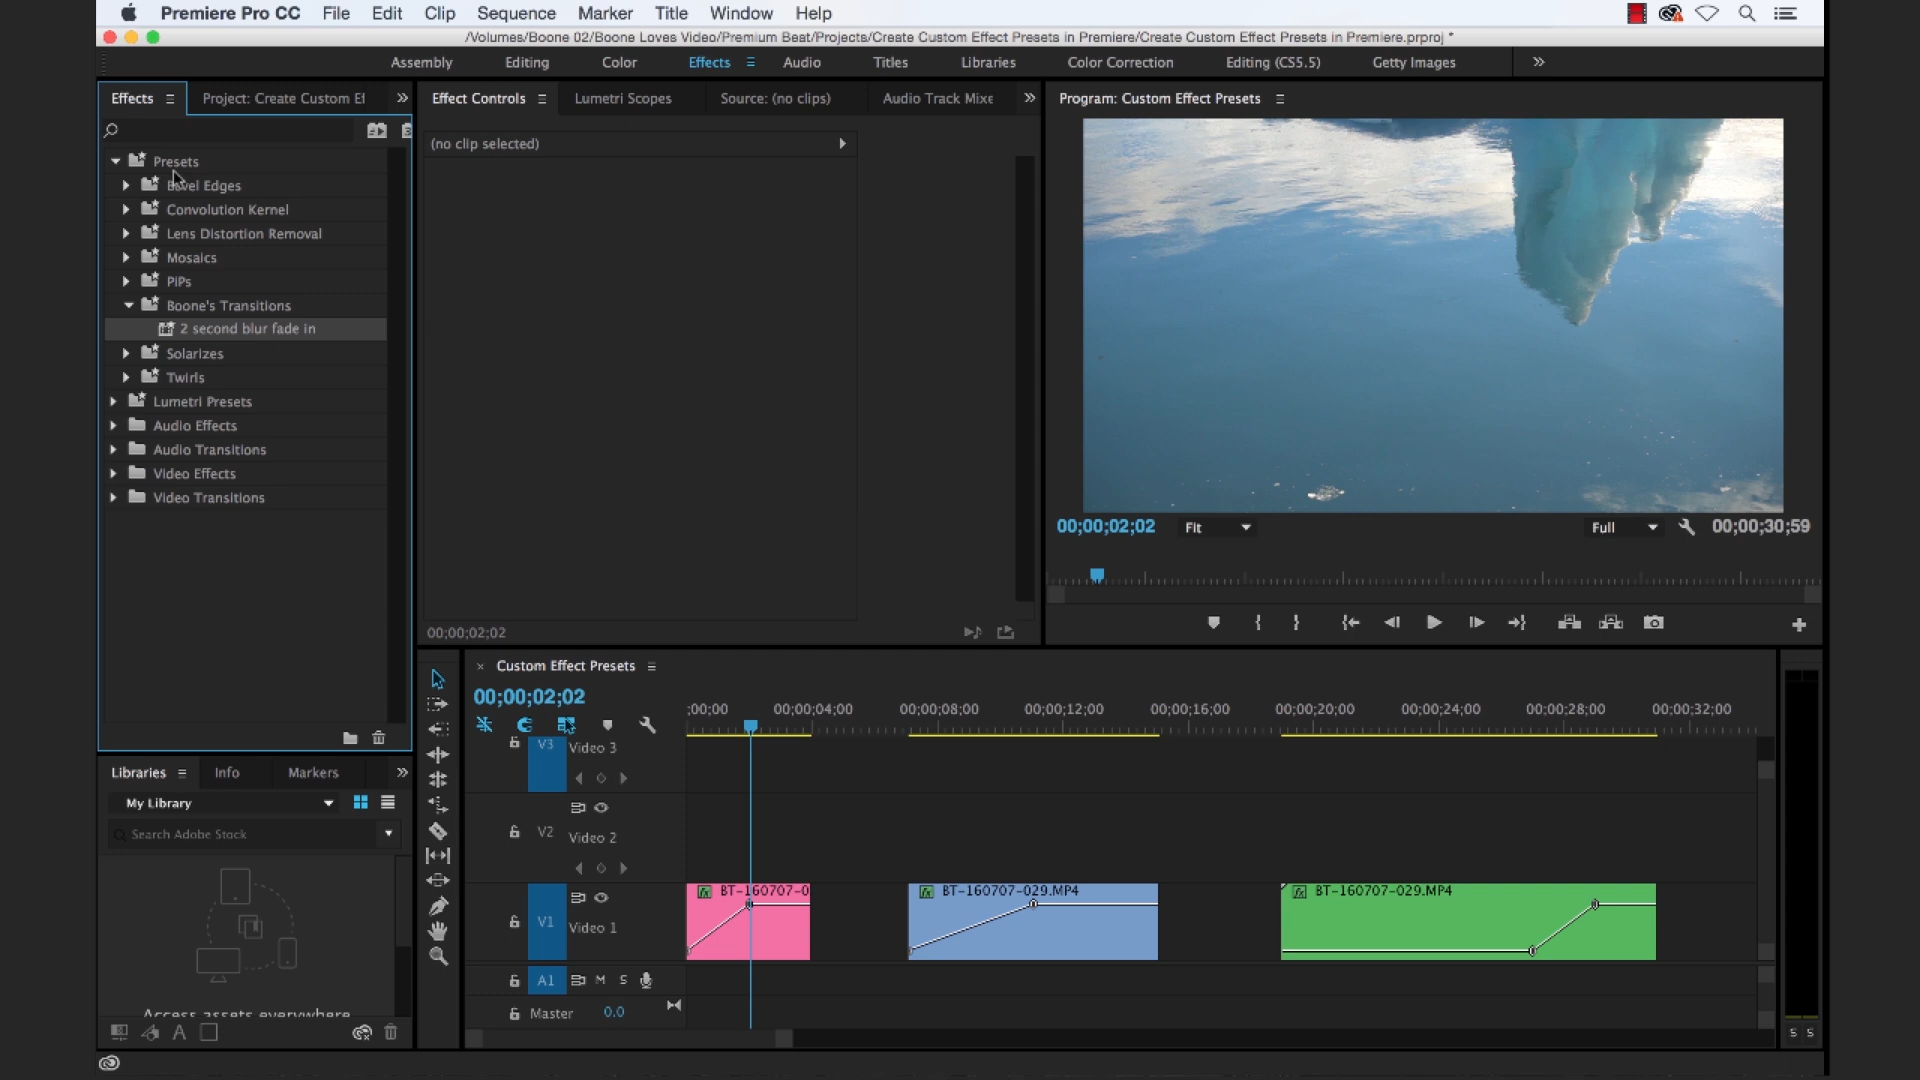 Premiere Pro CC File Edit Clip Sequence Marker Title Window Help
/Volumes/Boone 02/Boone Loves Video/Premium Beat/Projects/Create Custom Effect Presets in Premiere/Create Custom Effect Presets in Premiere.prproj *
Assembly Editing Color Effects Audio Titles Libraries Color Correction Editing (CS5.5) Getty Images
Effects Project: Create Custom Ef
Effect Controls Lumetri Scopes Source: (no clips) Audio Track Mixe
Program: Custom Effect Presets
(no clip selected)
Presets
Bevel Edges
Convolution Kernel
Lens Distortion Removal
Mosaics
PiPs
Boone's Transitions
2 second blur fade in
Solarizes
Twirls
Lumetri Presets
Audio Effects
Audio Transitions
Video Effects
Video Transitions
00;00;02;02 Fit Full 00;00;30;59
00;00;02;02
Custom Effect Presets
00;00;02;02
;00;00 00;00;04;00 00;00;08;00 00;00;12;00 00;00;16;00 00;00;20;00 00;00;24;00 00;00;28;00 00;00;32;00
V3 Video 3
V2 Video 2
V1 Video 1
BT-160707-0
BT-160707-029.MP4
BT-160707-029.MP4
A1 M S
Master 0.0
S S
Libraries Info Markers
My Library
Search Adobe Stock
Access assets everywhere